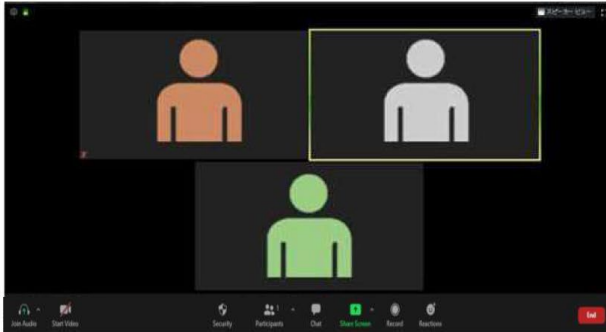 スピーカー ビュー
Join Audio
Start Video
Security
Participants
1
Chat
Share Screen
Record
Reactions
End